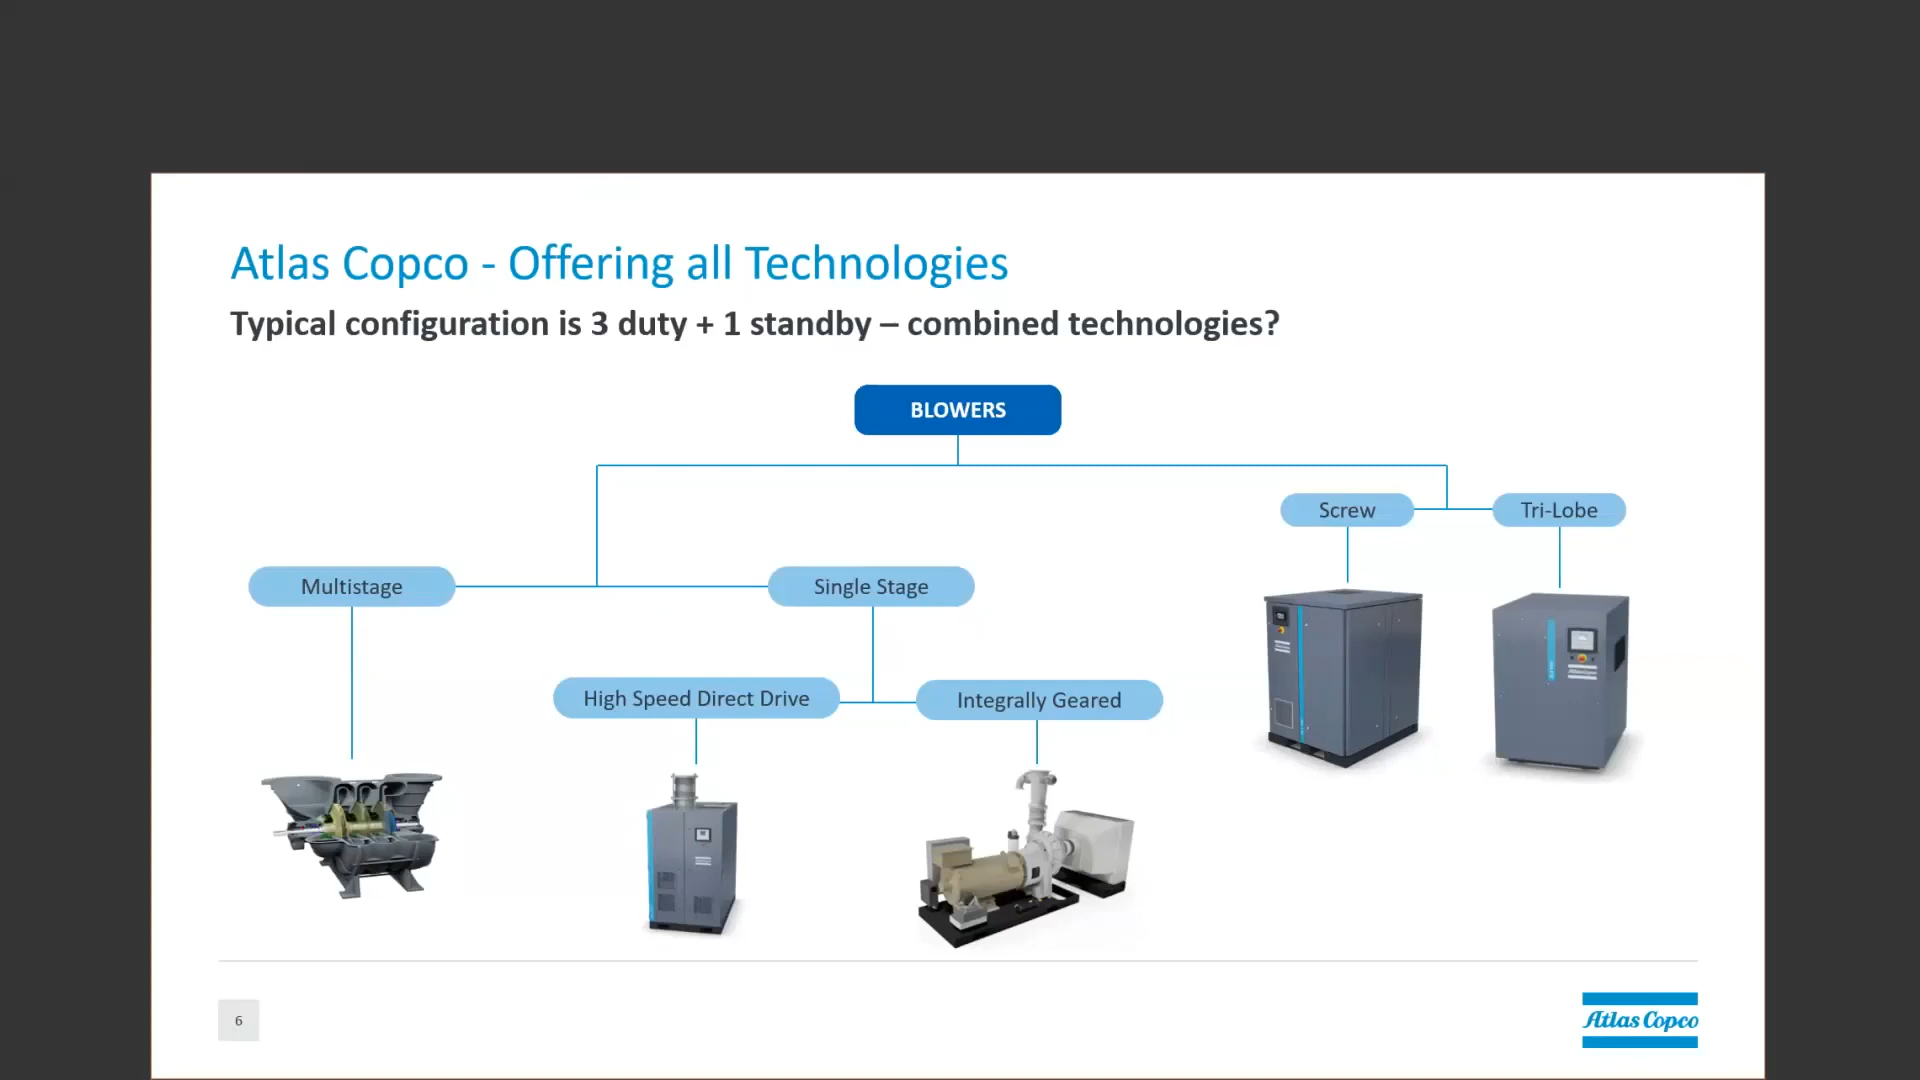 Atlas Copco - Offering all Technologies
Typical configuration is 3 duty + 1 standby – combined technologies?
BLOWERS
Screw
Tri-Lobe
Multistage
Single Stage
High Speed Direct Drive
Integrally Geared
6
Atlas Copco